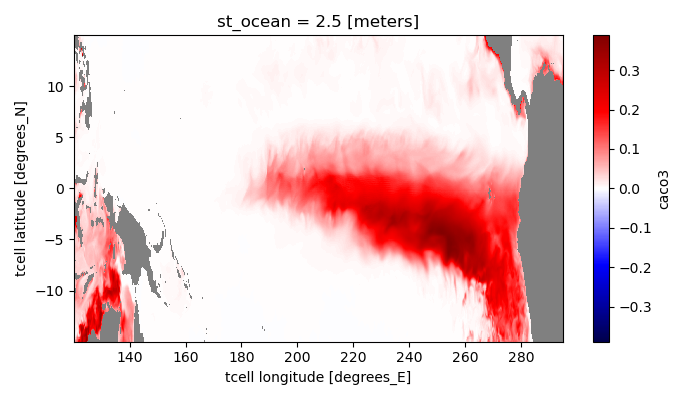 st_ocean = 2.5 [meters]
10
5
0
−5
−10
tcell latitude [degrees_N]
140 160 180 200 220 240 260 280
tcell longitude [degrees_E]
0.3
0.2
0.1
0.0
−0.1
−0.2
−0.3
caco3